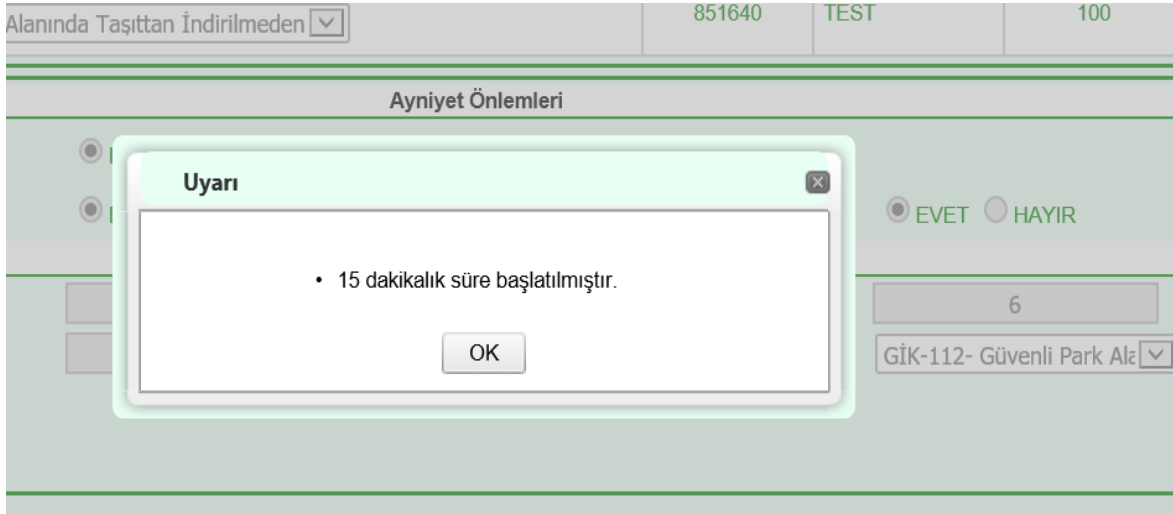 Alanında Taşıttan İndirilmeden 851640 TEST 100
Ayniyet Önlemleri
Uyarı
EVET HAYIR
• 15 dakikalık süre başlatılmıştır.
6
OK
GİK-112- Güvenli Park Ala